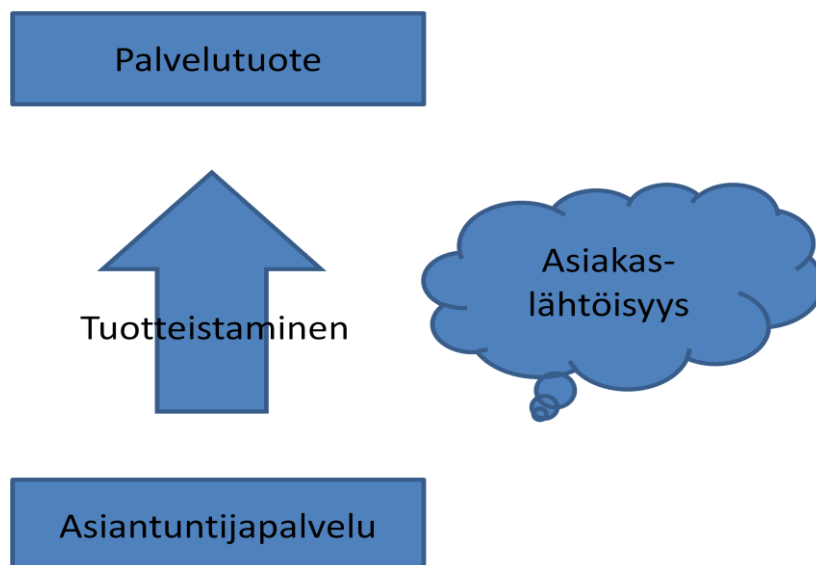 Palvelutuote
Asiakas-
lähtöisyys
Tuotteistaminen
Asiantuntijapalvelu